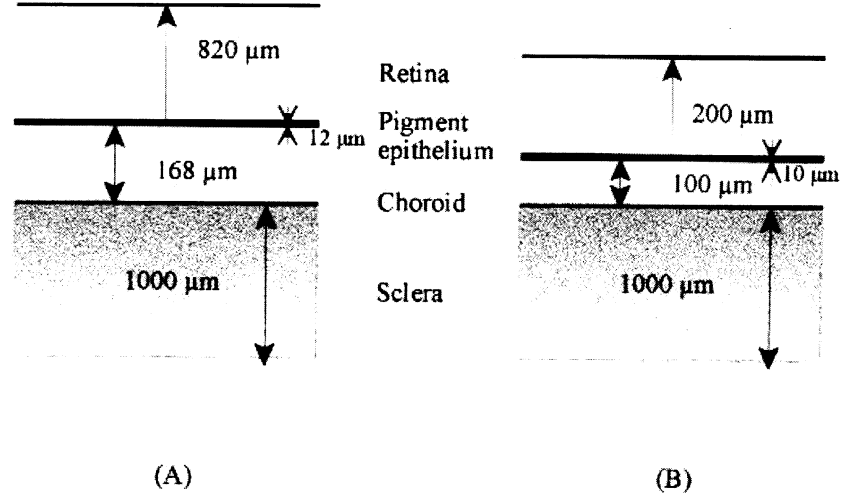 820 µm
Retina
200 µm
Pigment
epithelium
12 µm
10 µm
168 µm
100 µm
Choroid
1000 µm
Sclera
1000 µm
(A)
(B)